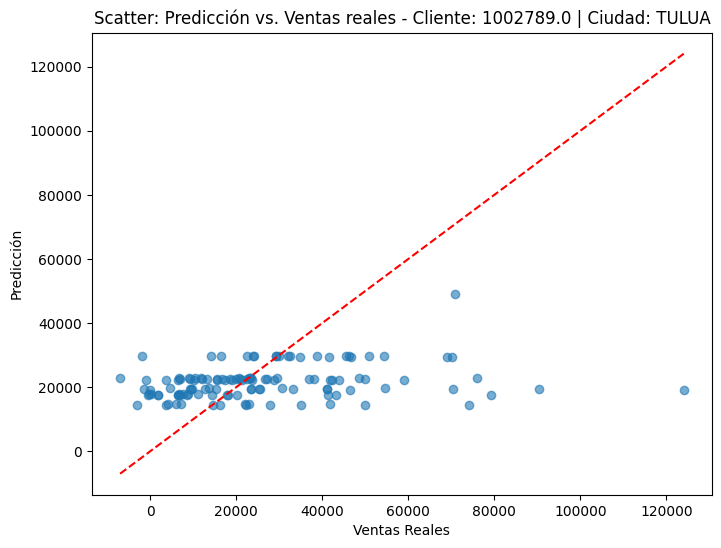 Scatter: Predicción vs. Ventas reales - Cliente: 1002789.0 | Ciudad: TULUA
Predicción
120000
100000
80000
60000
40000
20000
0
0 20000 40000 60000 80000 100000 120000
Ventas Reales